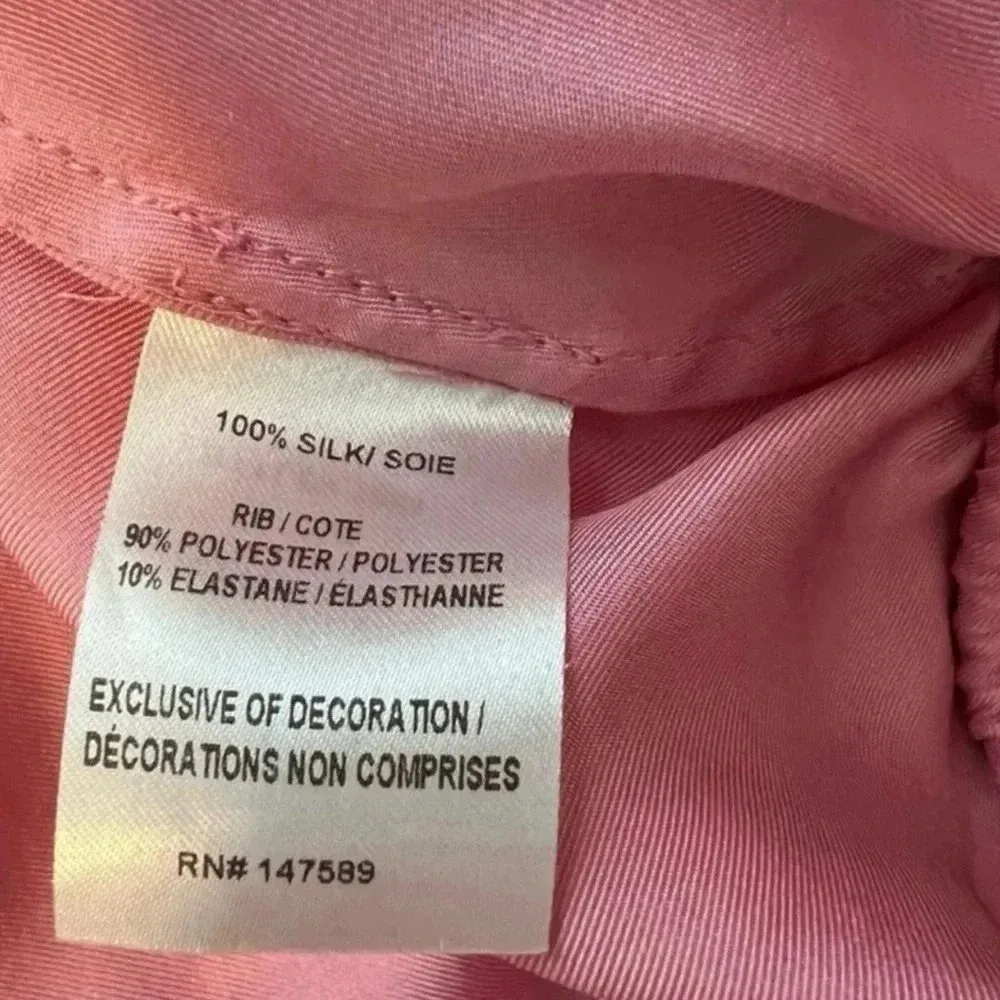 100% SILK/ SOIE
RIB / COTE
90% POLYESTER / POLYESTER
10% ELASTANE / ÉLASTHANNE
EXCLUSIVE OF DECORATION /
DÉCORATIONS NON COMPRISES
RN# 147589